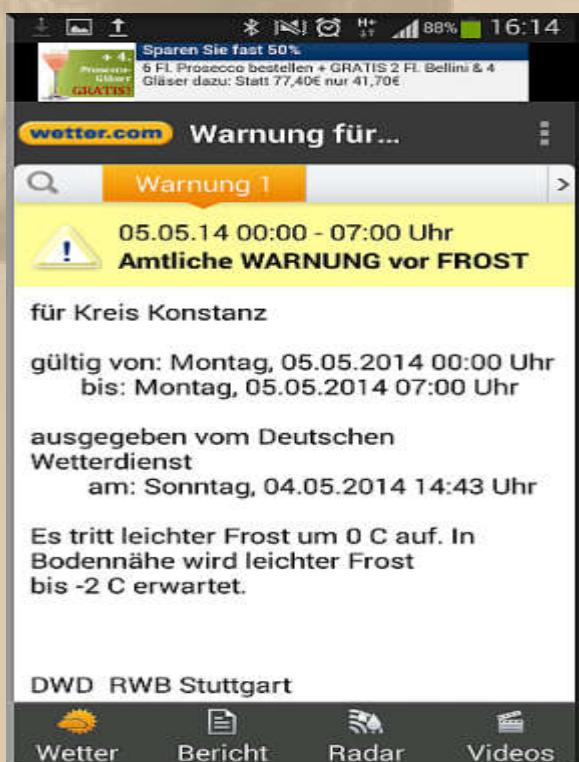 H+
88% 16:14
+ 4
Prosecco-
Gläser
GRATIS!
Sparen Sie fast 50%
6 Fl. Prosecco bestellen + GRATIS 2 Fl. Bellini & 4
Gläser dazu: Statt 77,40€ nur 41,70€
wetter.com Warnung für...
Warnung 1
05.05.14 00:00 - 07:00 Uhr
Amtliche WARNUNG vor FROST
für Kreis Konstanz
gültig von: Montag, 05.05.2014 00:00 Uhr
bis: Montag, 05.05.2014 07:00 Uhr
ausgegeben vom Deutschen
Wetterdienst
am: Sonntag, 04.05.2014 14:43 Uhr
Es tritt leichter Frost um 0 C auf. In
Bodennähe wird leichter Frost
bis -2 C erwartet.
DWD RWB Stuttgart
Wetter Bericht Radar Videos